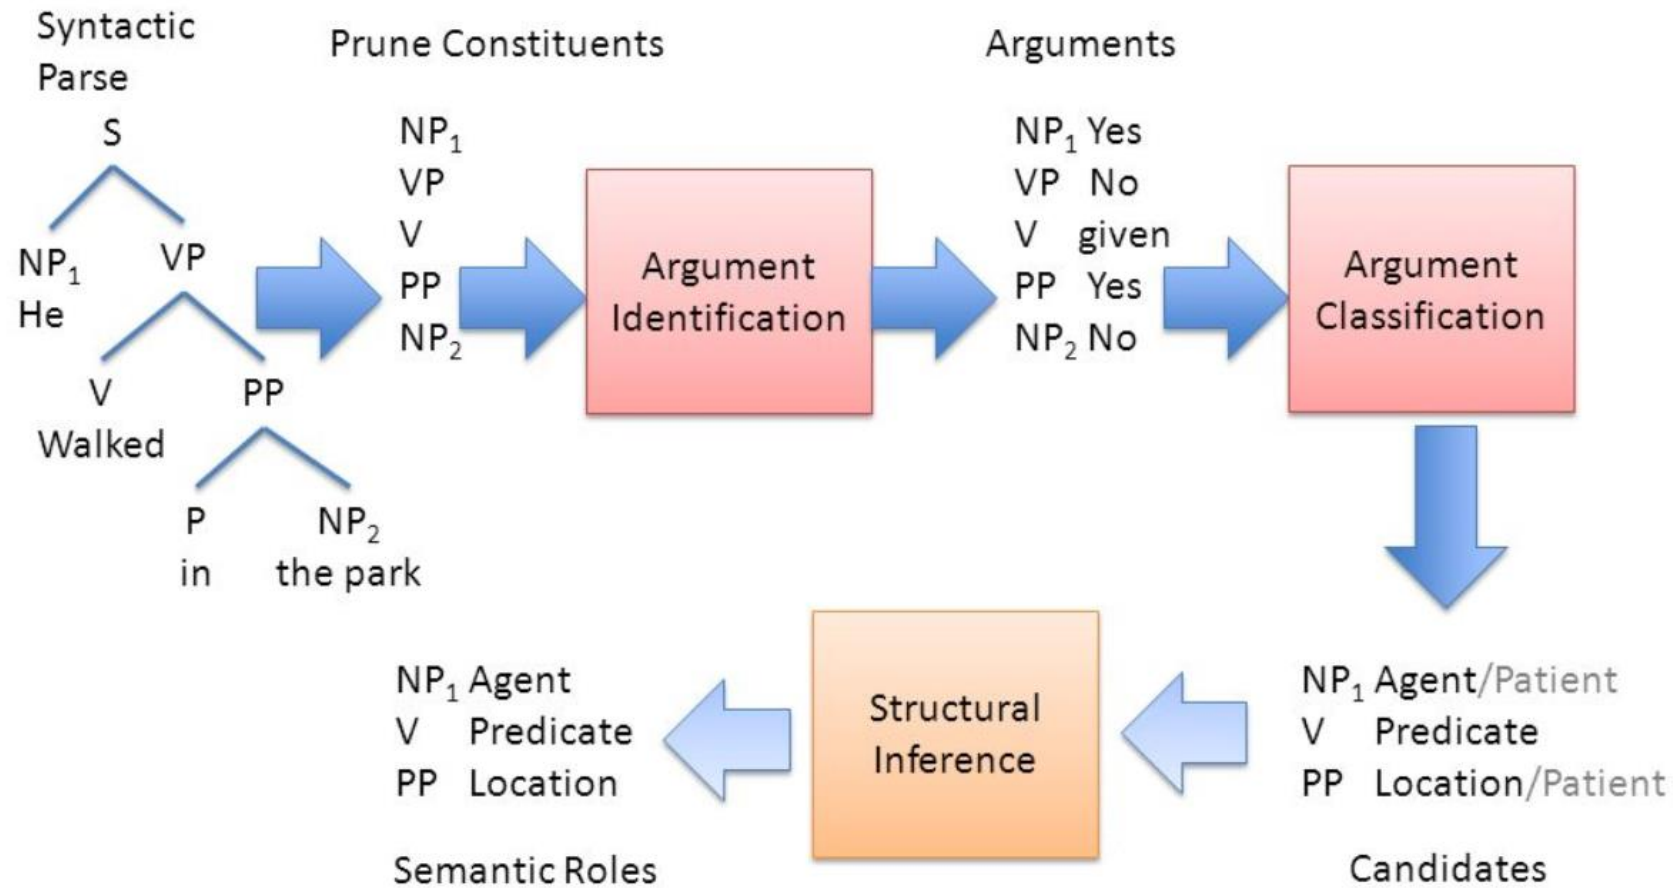 Syntactic
Parse
S
NP₁
He
VP
V
Walked
PP
P
in
NP₂
the park
Prune Constituents
NP₁
VP
V
PP
NP₂
Argument
Identification
Arguments
NP₁ Yes
VP No
V given
PP Yes
NP₂ No
Argument
Classification
NP₁ Agent/Patient
V Predicate
PP Location/Patient
Candidates
Structural
Inference
NP₁ Agent
V Predicate
PP Location
Semantic Roles